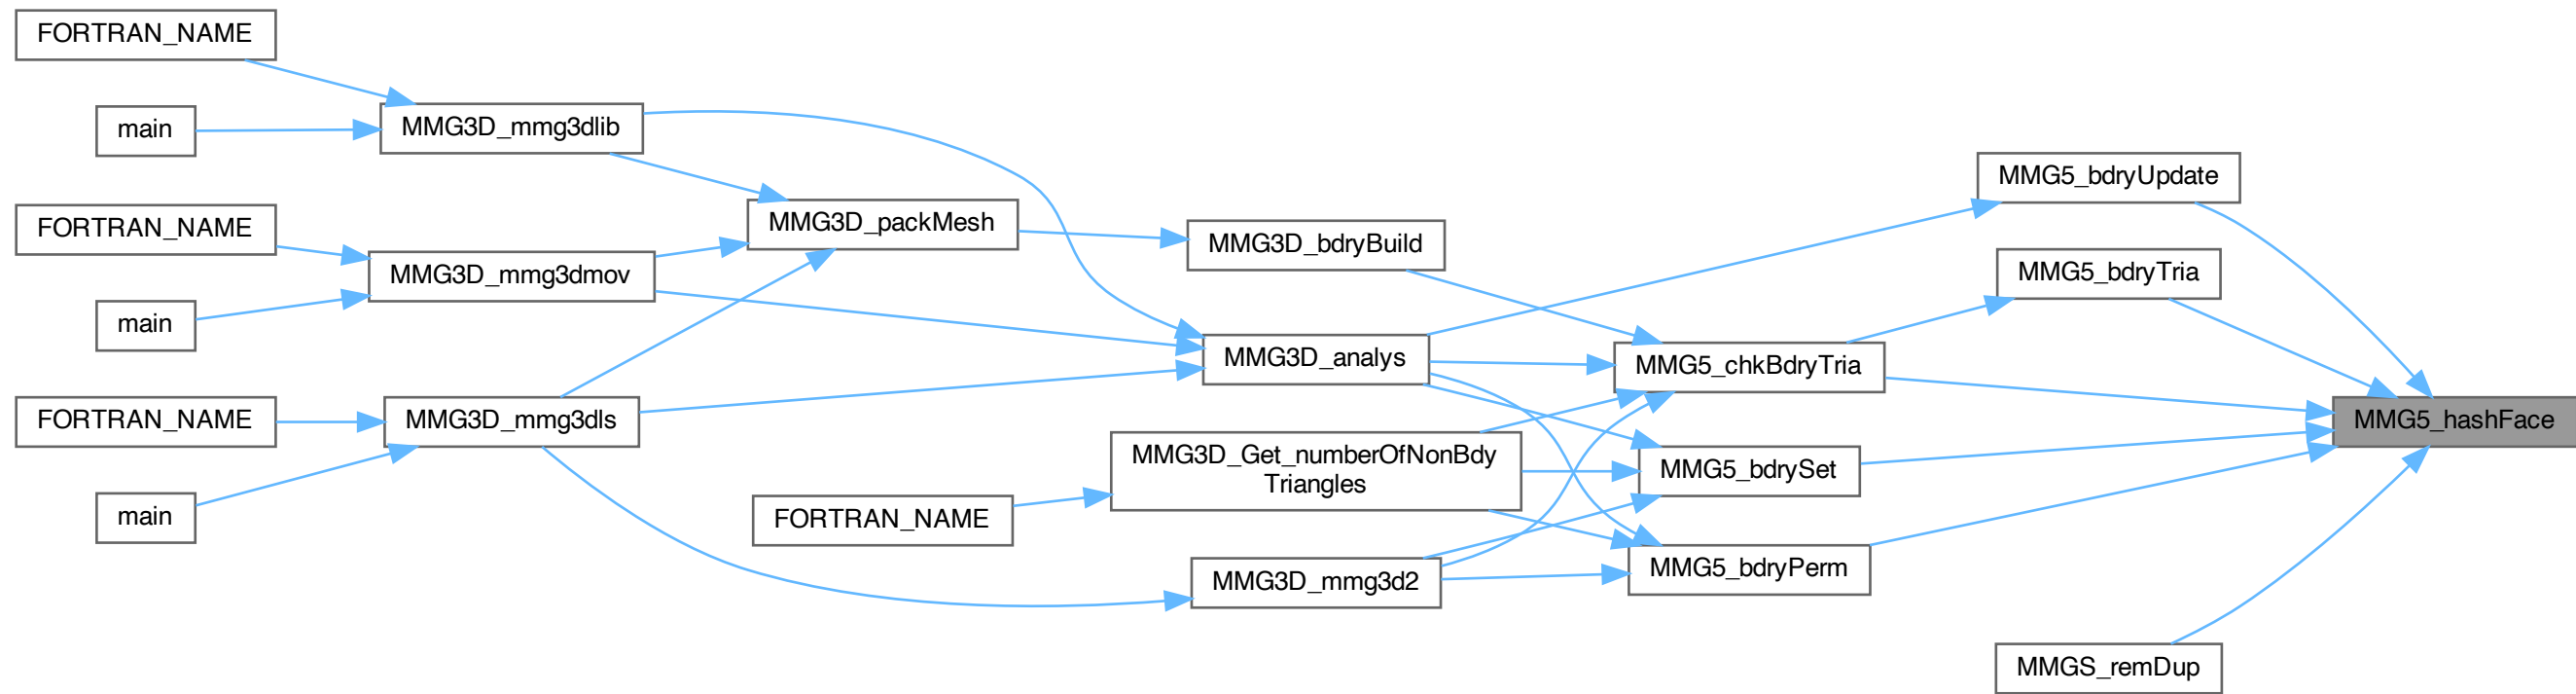 FORTRAN_NAME
main
MMG3D_mmg3dlib
FORTRAN_NAME
main
MMG3D_mmg3dmov
FORTRAN_NAME
main
MMG3D_mmg3dls
MMG3D_packMesh
FORTRAN_NAME
MMG3D_bdryBuild
MMG3D_analys
MMG3D_Get_numberOfNonBdy
Triangles
MMG3D_mmg3d2
MMG5_chkBdryTria
MMG5_bdrySet
MMG5_bdryPerm
MMG5_bdryUpdate
MMG5_bdryTria
MMGS_remDup
MMG5_hashFace